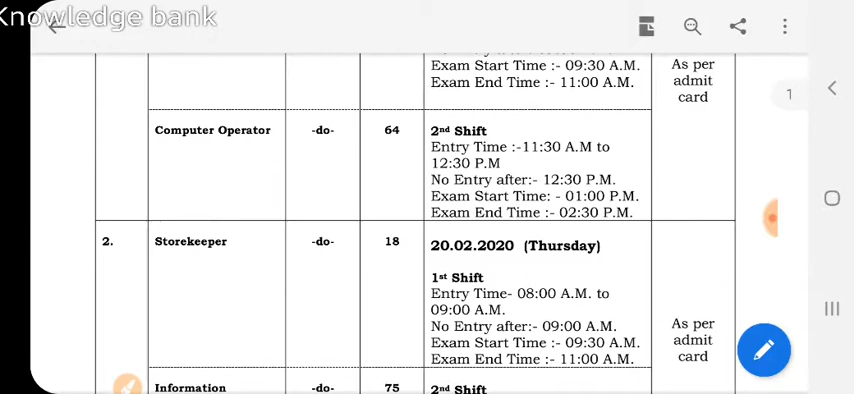 Knowledge bank
1
Exam Start Time :- 09:30 A.M.
Exam End Time :- 11:00 A.M.
As per
admit
card
Computer Operator
-do-
64
2nd Shift
Entry Time :-11:30 A.M to
12:30 P.M
No Entry after:- 12:30 P.M.
Exam Start Time: - 01:00 P.M.
Exam End Time :- 02:30 P.M.
2.
Storekeeper
-do-
18
20.02.2020 (Thursday)
1st Shift
Entry Time- 08:00 A.M. to
09:00 A.M.
No Entry after:- 09:00 A.M.
Exam Start Time :- 09:30 A.M.
Exam End Time :- 11:00 A.M.
As per
admit
card
Information
-do-
75
2nd Shift